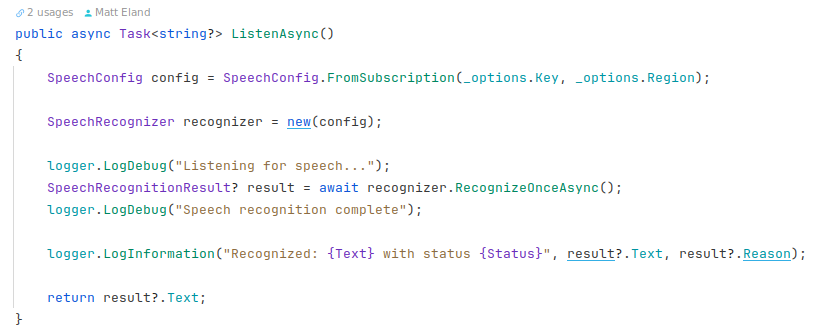 2 usages Matt Eland
public async Task<string?> ListenAsync()
{
    SpeechConfig config = SpeechConfig.FromSubscription(_options.Key, _options.Region);

    SpeechRecognizer recognizer = new(config);

    logger.LogDebug("Listening for speech...");
    SpeechRecognitionResult? result = await recognizer.RecognizeOnceAsync();
    logger.LogDebug("Speech recognition complete");

    logger.LogInformation("Recognized: {Text} with status {Status}", result?.Text, result?.Reason);

    return result?.Text;
}